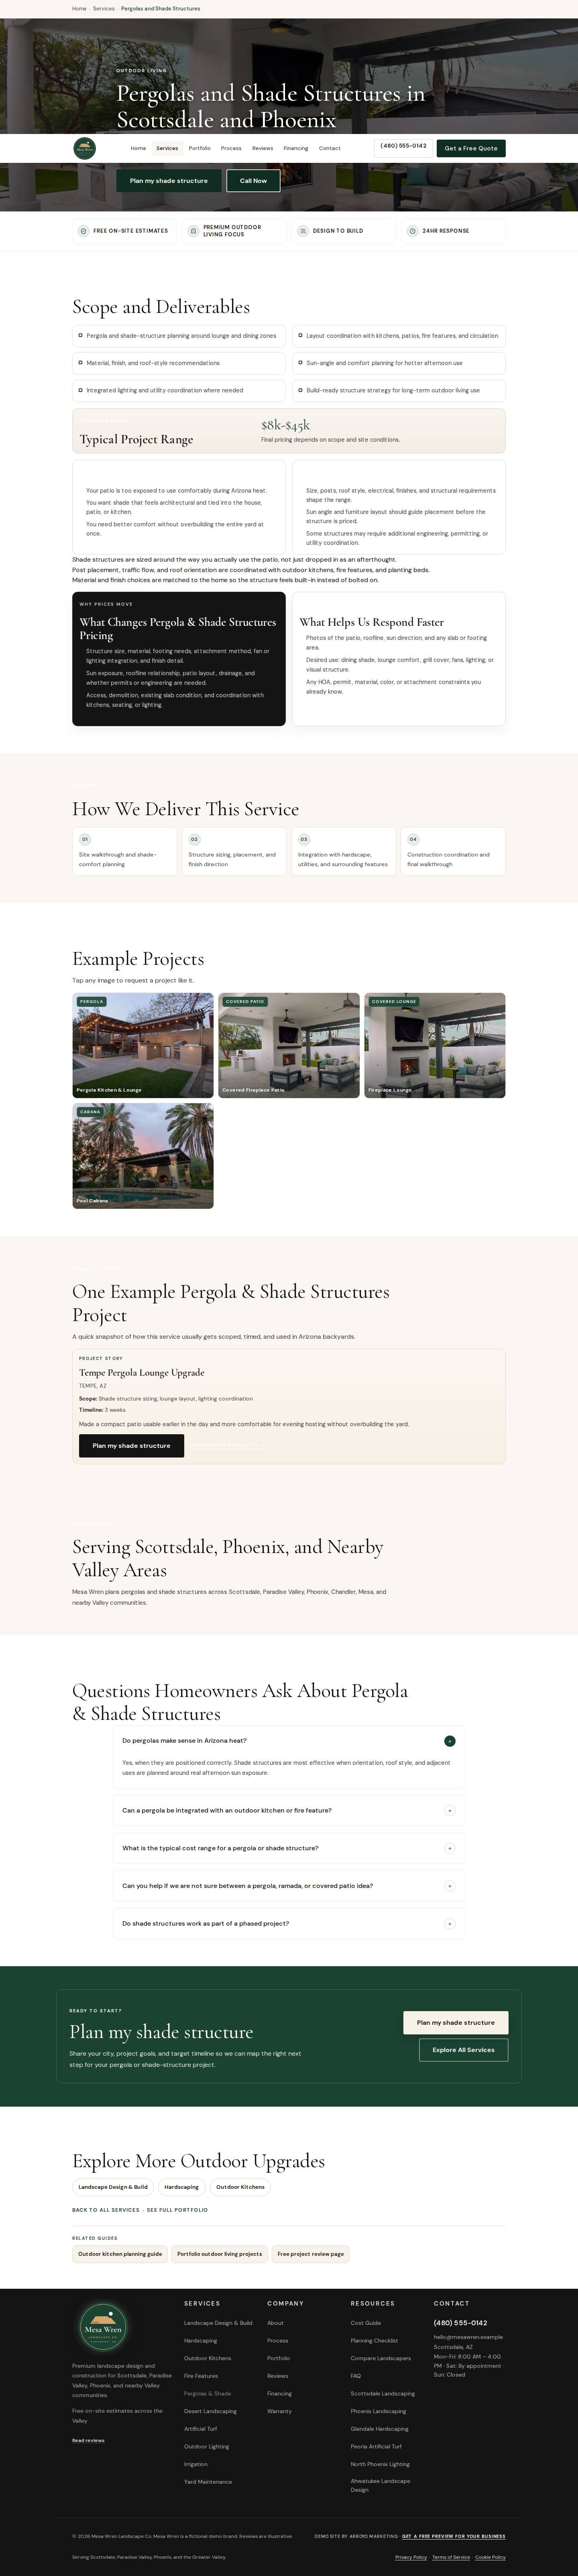 Home · Services · Pergolas and Shade Structures
OUTDOOR LIVING
Pergolas and Shade Structures in
Scottsdale and Phoenix
Mesa Wren
Home
Services
Portfolio
Process
Reviews
Financing
Contact
(480) 555-0142
Get a Free Quote
Plan my shade structure
Call Now
FREE ON-SITE ESTIMATES
PREMIUM OUTDOOR
LIVING FOCUS
DESIGN TO BUILD
24HR RESPONSE
Scope and Deliverables
Pergola and shade-structure planning around lounge and dining zones
Layout coordination with kitchens, patios, fire features, and circulation
Material, finish, and roof-style recommendations
Sun-angle and comfort planning for hotter afternoon use
Integrated lighting and utility coordination where needed
Build-ready structure strategy for long-term outdoor living use
Typical Project Range
$8k-$45k
Final pricing depends on scope and site conditions.
Your patio is too exposed to use comfortably during Arizona heat.
You want shade that feels architectural and tied into the house,
patio, or kitchen.
You need better comfort without overbuilding the entire yard at
once.
Size, posts, roof style, electrical, finishes, and structural requirements
shape the range.
Sun angle and furniture layout should guide placement before the
structure is priced.
Some structures may require additional engineering, permitting, or
utility coordination.
Shade structures are sized around the way you actually use the patio, not just dropped in as an afterthought.
Post placement, traffic flow, and roof orientation are coordinated with outdoor kitchens, fire features, and planting beds.
Material and finish choices are matched to the home so the structure feels built-in instead of bolted on.
WHY PRICES MOVE
What Changes Pergola & Shade Structures
Pricing
Structure size, material, footing needs, attachment method, fan or
lighting integration, and finish detail.
Sun exposure, roofline relationship, patio layout, drainage, and
whether permits or engineering are needed.
Access, demolition, existing slab condition, and coordination with
kitchens, seating, or lighting.
What Helps Us Respond Faster
Photos of the patio, roofline, sun direction, and any slab or footing
area.
Desired use: dining shade, lounge comfort, grill cover, fans, lighting, or
visual structure.
Any HOA, permit, material, color, or attachment constraints you
already know.
How We Deliver This Service
01
Site walkthrough and shade-
comfort planning
02
Structure sizing, placement, and
finish direction
03
Integration with hardscape,
utilities, and surrounding features
04
Construction coordination and
final walkthrough
Example Projects
Tap any image to request a project like it.
PERGOLA
Pergola Kitchen & Lounge
COVERED PATIO
Covered Fireplace Patio
COVERED LOUNGE
Fireplace Lounge
CABANA
Pool Cabana
One Example Pergola & Shade Structures
Project
A quick snapshot of how this service usually gets scoped, timed, and used in Arizona backyards.
PROJECT STORY
Tempe Pergola Lounge Upgrade
TEMPE, AZ
Scope: Shade structure sizing, lounge layout, lighting coordination
Timeline: 3 weeks
Made a compact patio usable earlier in the day and more comfortable for evening hosting without overbuilding the yard.
Plan my shade structure
Serving Scottsdale, Phoenix, and Nearby
Valley Areas
Mesa Wren plans pergolas and shade structures across Scottsdale, Paradise Valley, Phoenix, Chandler, Mesa, and
nearby Valley communities.
Questions Homeowners Ask About Pergola
& Shade Structures
Do pergolas make sense in Arizona heat?
Yes, when they are positioned correctly. Shade structures are most effective when orientation, roof style, and adjacent
uses are planned around real afternoon sun exposure.
Can a pergola be integrated with an outdoor kitchen or fire feature?
+
What is the typical cost range for a pergola or shade structure?
+
Can you help if we are not sure between a pergola, ramada, or covered patio idea?
+
Do shade structures work as part of a phased project?
+
READY TO START?
Plan my shade structure
Share your city, project goals, and target timeline so we can map the right next
step for your pergola or shade-structure project.
Plan my shade structure
Explore All Services
Explore More Outdoor Upgrades
Landscape Design & Build
Hardscaping
Outdoor Kitchens
BACK TO ALL SERVICES · SEE FULL PORTFOLIO
RELATED GUIDES
Outdoor kitchen planning guide
Portfolio outdoor living projects
Free project review page
Mesa Wren
LANDSCAPE CO.
Premium landscape design and
construction for Scottsdale, Paradise
Valley, Phoenix, and nearby Valley
communities.
Free on-site estimates across the
Valley
Read reviews
SERVICES
Landscape Design & Build
Hardscaping
Outdoor Kitchens
Fire Features
Pergolas & Shade
Desert Landscaping
Artificial Turf
Outdoor Lighting
Irrigation
Yard Maintenance
COMPANY
About
Process
Portfolio
Reviews
Financing
Warranty
RESOURCES
Cost Guide
Planning Checklist
Compare Landscapers
FAQ
Scottsdale Landscaping
Phoenix Landscaping
Glendale Hardscaping
Peoria Artificial Turf
North Phoenix Lighting
Ahwatukee Landscape
Design
CONTACT
(480) 555-0142
hello@mesawren.example
Scottsdale, AZ
Mon–Fri: 8:00 AM – 4:00
PM · Sat: By appointment ·
Sun: Closed
© 2026 Mesa Wren Landscape Co. Mesa Wren is a fictional demo brand. Reviews are illustrative.
DEMO SITE BY ARROYO MARKETING · GET A FREE PREVIEW FOR YOUR BUSINESS
Serving Scottsdale, Paradise Valley, Phoenix, and the Greater Valley.
Privacy Policy · Terms of Service · Cookie Policy